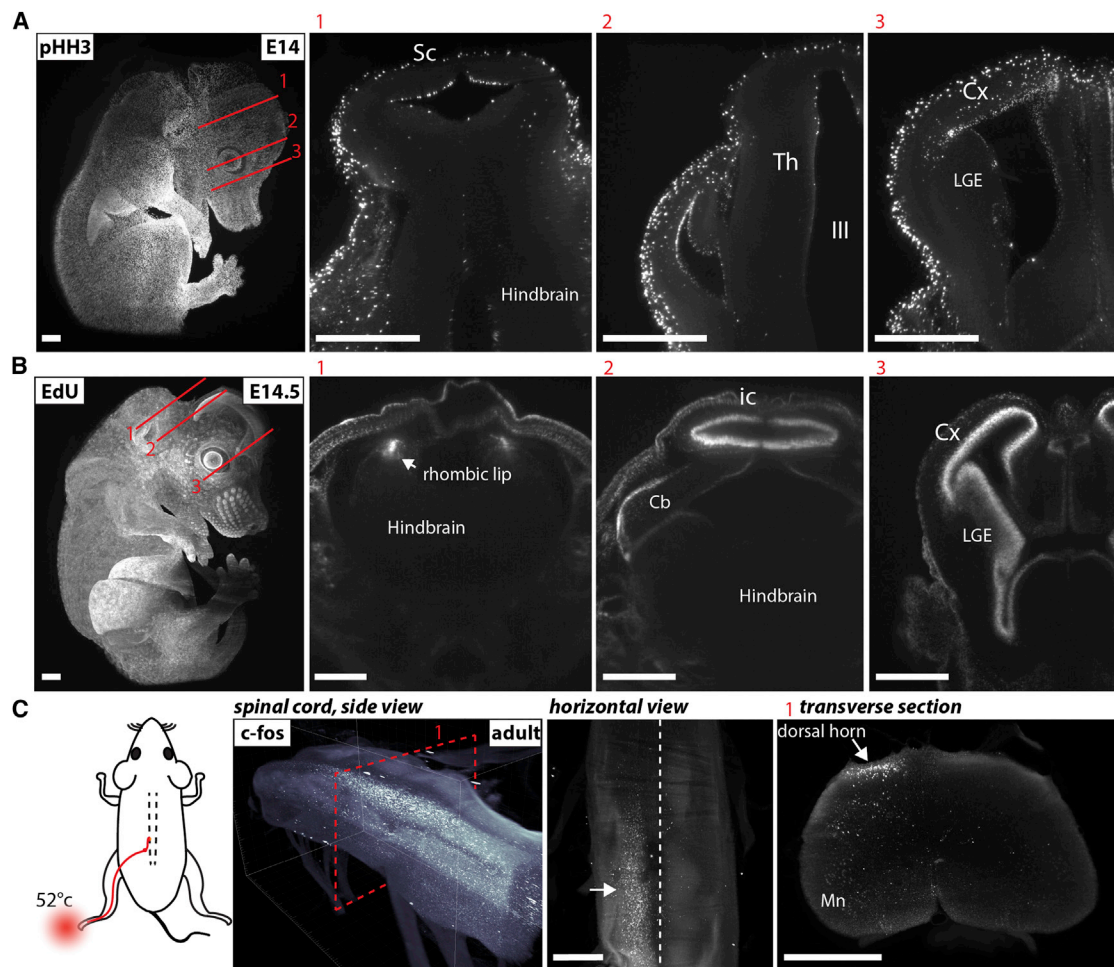 A
pHH3
E14
1
2
3
1
Sc
Hindbrain
2
Th
III
3
Cx
LGE
B
EdU
E14.5
1
2
3
1
rhombic lip
Hindbrain
2
ic
Cb
Hindbrain
3
Cx
LGE
C
52°c
spinal cord, side view
c-fos
adult
1
horizontal view
1 transverse section
dorsal horn
Mn